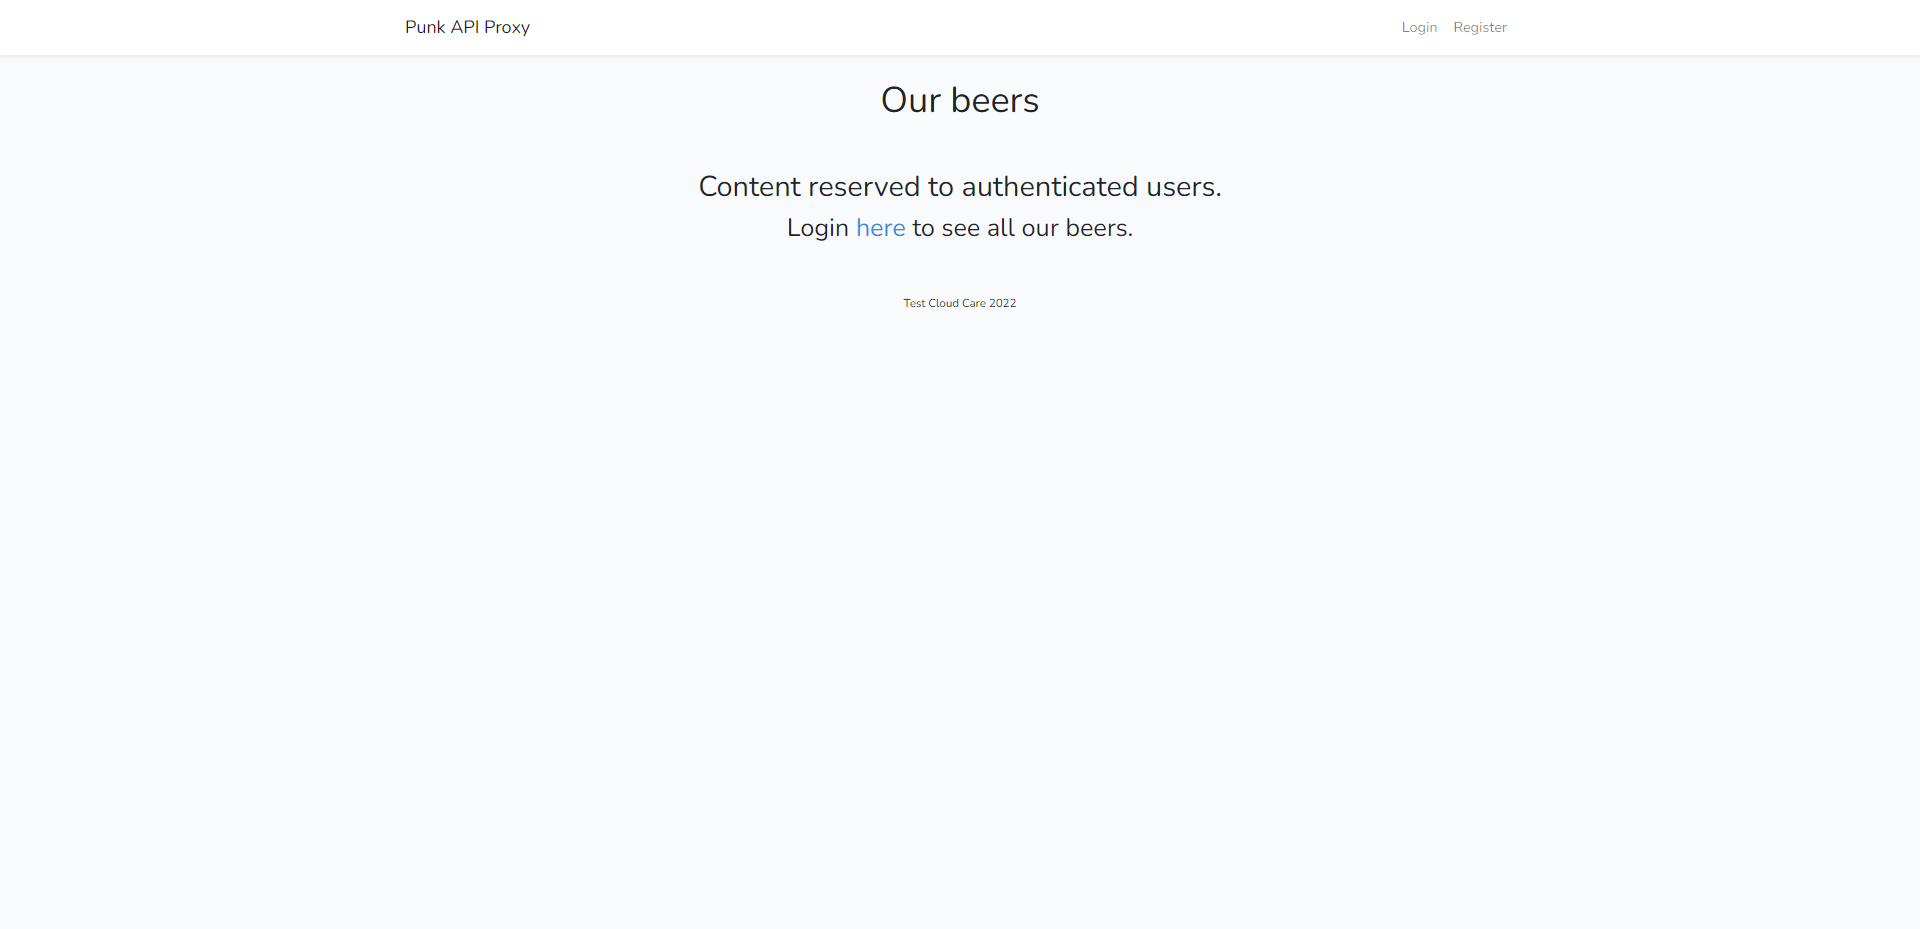 Punk API Proxy
Login Register
Our beers
Content reserved to authenticated users.
Login here to see all our beers.
Test Cloud Care 2022